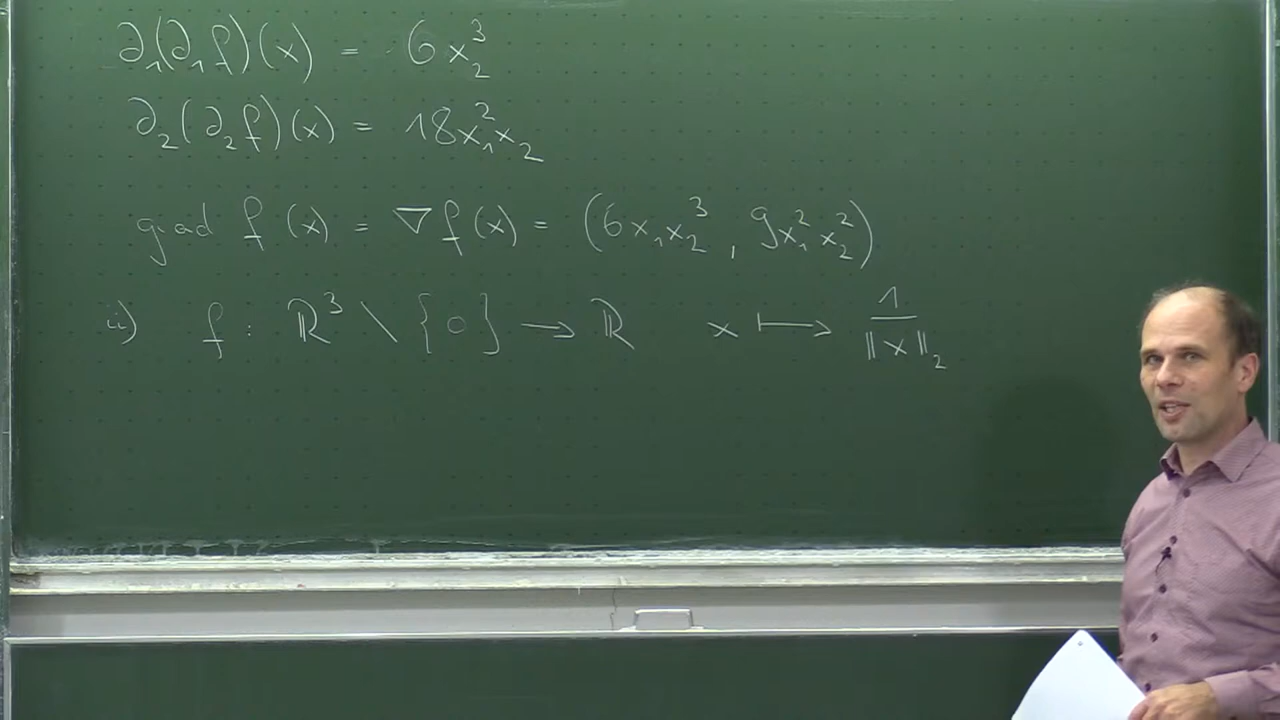 ∂₁(∂₁f)(x) = 6x₂³
∂₂(∂₂f)(x) = 18x₁²x₂
grad f(x) = ∇f(x) = (6x₁x₂³, 9x₁²x₂²)
ii) f: ℝ³ \ {0} → ℝ x ↦ 1/‖x‖₂